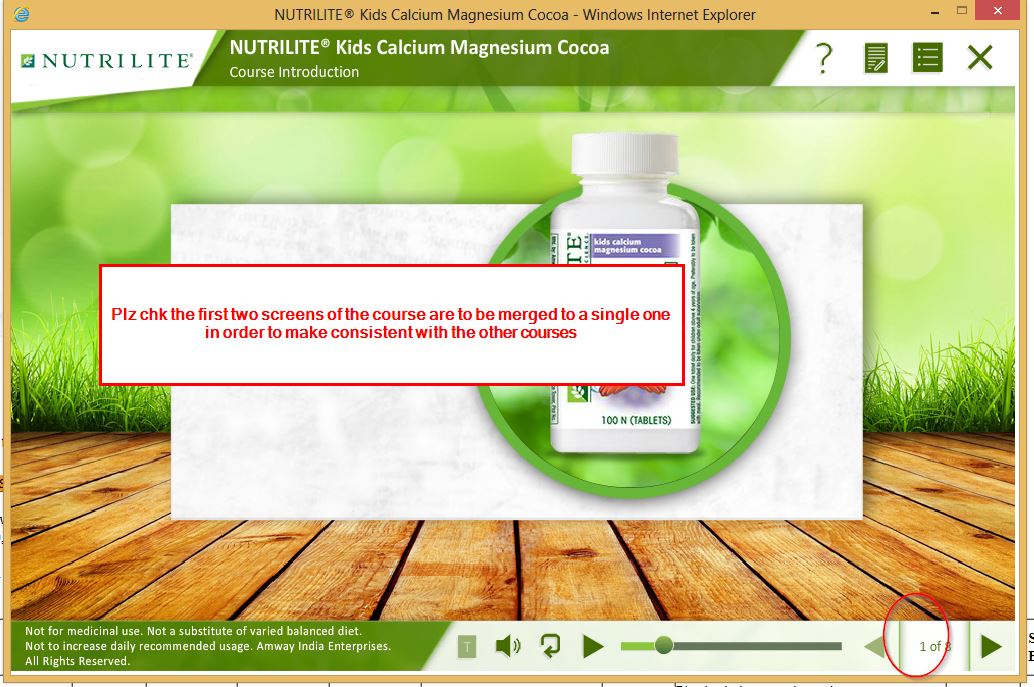 NUTRILITE® Kids Calcium Magnesium Cocoa - Windows Internet Explorer
NUTRILITE®
NUTRILITE® Kids Calcium Magnesium Cocoa
Course Introduction
?
kids calcium
magnesium cocoa
Plz chk the first two screens of the course are to be merged to a single one
in order to make consistent with the other courses
100 N (TABLETS)
Not for medicinal use. Not a substitute of varied balanced diet.
Not to increase daily recommended usage. Amway India Enterprises.
All Rights Reserved.
T
1 of 8